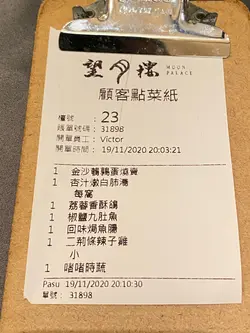 望月樓
MOON
PALACE
顧客點菜紙
檯號 : 23
賬單號碼: 31898
開單員工: Victor
開單時間: 19/11/2020 20:03:21
1 金沙鵪鶉蛋燒賣
1 杏汁燉白肺湯
每窩
1 荔蓉香酥鴿
1 椒鹽九肚魚
1 回味焗魚腸
1 二荊條辣子雞
小
1 啫啫時蔬
Pasu 19/11/2020 20:10:30
單號: 31898